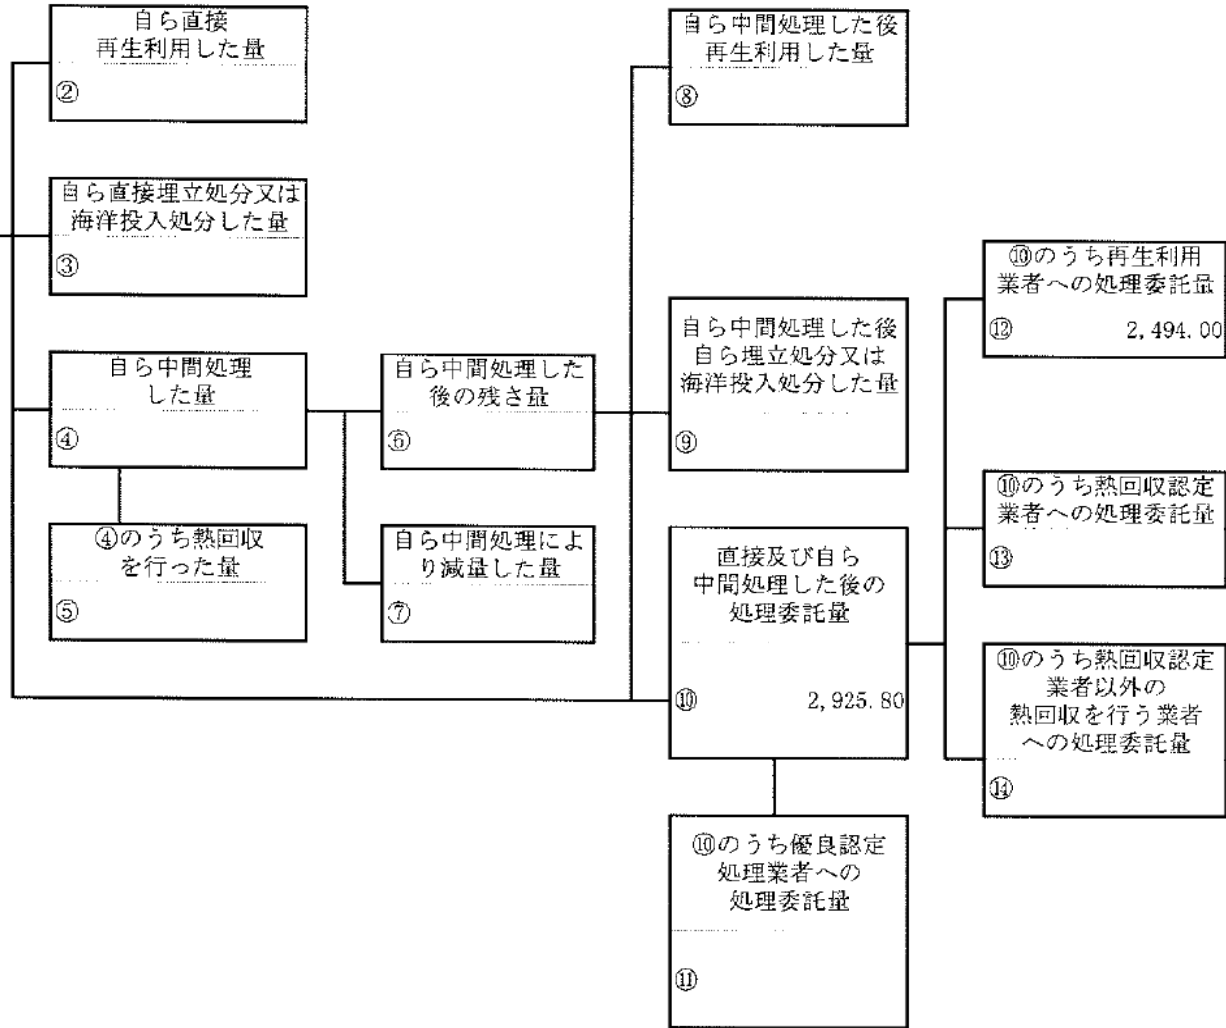 自ら直接
再生利用した量
②
自ら直接埋立処分又は
海洋投入処分した量
③
自ら中間処理
した量
④
④のうち熱回収
を行った量
⑤
自ら中間処理した
後の残さ量
⑥
自ら中間処理によ
り減量した量
⑦
自ら中間処理した後
再生利用した量
⑧
自ら中間処理した後
自ら埋立処分又は
海洋投入処分した量
⑨
直接及び自ら
中間処理した後の
処理委託量
⑩ 2,925.80
⑩のうち優良認定
処理業者への
処理委託量
⑪
⑩のうち再生利用
業者への処理委託量
⑫ 2,494.00
⑩のうち熱回収認定
業者への処理委託量
⑬
⑩のうち熱回収認定
業者以外の
熱回収を行う業者
への処理委託量
⑭